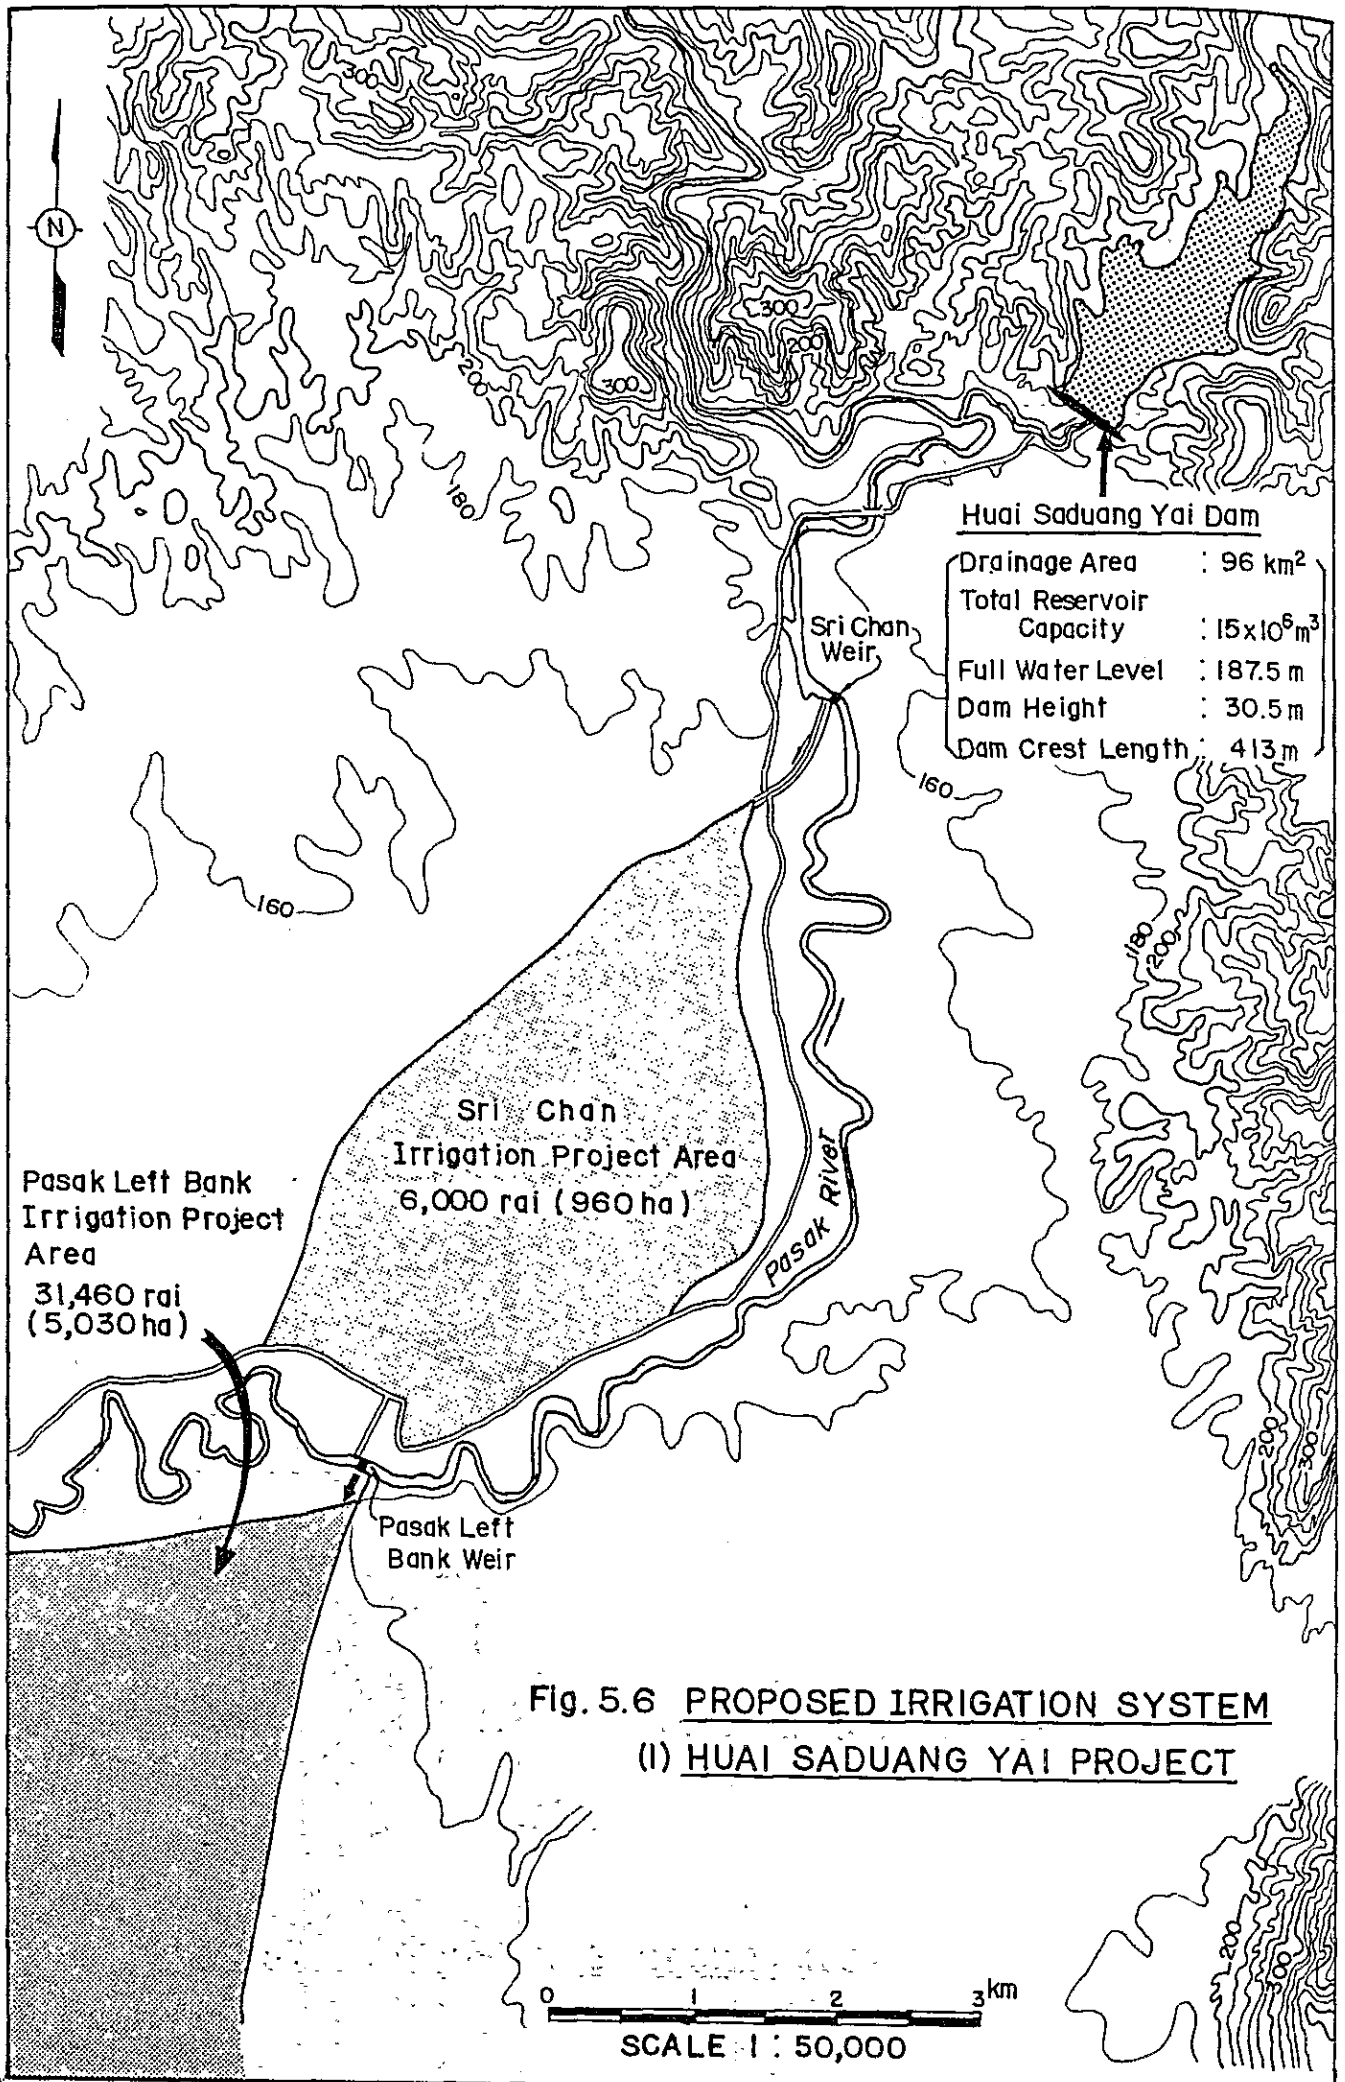 300
N
300
200
200
300
180
Huai Saduang Yai Dam
Drainage Area : 96 km²
Total Reservoir
Capacity : 15x10⁶m³
Full Water Level : 187.5 m
Dam Height : 30.5 m
Dam Crest Length : 413 m
Sri Chan
Weir
160
160
180
200
Sri Chan
Irrigation Project Area
6,000 rai (960 ha)
Pasak River
Pasak Left Bank
Irrigation Project
Area
31,460 rai
(5,030 ha)
200
300
Pasak Left
Bank Weir
Fig. 5.6 PROPOSED IRRIGATION SYSTEM
(1) HUAI SADUANG YAI PROJECT
200
300
0 1 2 3 km
SCALE 1 : 50,000